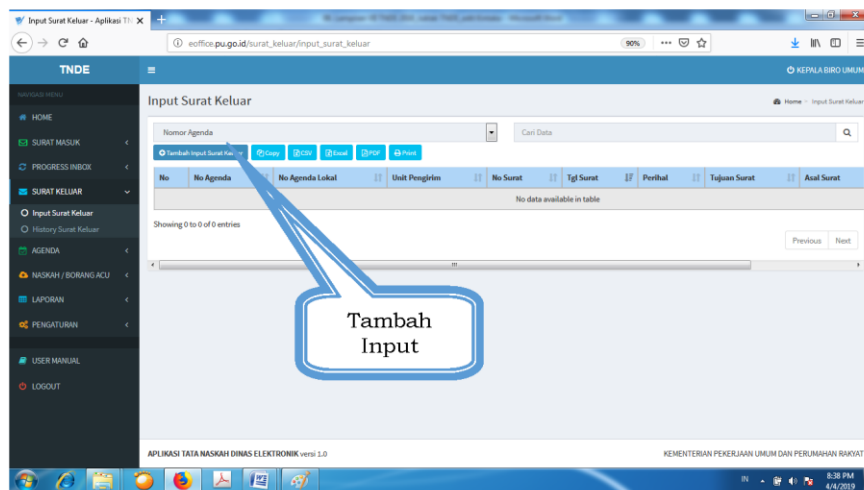 Input Surat Keluar - Aplikasi T
eoffice.pu.go.id/surat_keluar/input_surat_keluar
90%
TNDE
KEPALA BIRO UMUM
NAVIGASI MENU
HOME
SURAT MASUK
PROGRESS INBOX
SURAT KELUAR
Input Surat Keluar
History Surat Keluar
AGENDA
NASKAH / BORANG ACU
LAPORAN
PENGATURAN
USER MANUAL
LOGOUT
Input Surat Keluar
Home > Input Surat Keluar
Nomor Agenda
Cari Data
Tambah Input Surat Copy CSV Excel PDF Print
No No Agenda No Agenda Lokal Unit Pengirim No Surat Tgl Surat Perihal Tujuan Surat Asal Surat
No data available in table
Showing 0 to 0 of 0 entries
Previous Next
Tambah
Input
APLIKASI TATA NASKAH DINAS ELEKTRONIK versi 1.0
KEMENTERIAN PEKERJAAN UMUM DAN PERUMAHAN RAKYAT
IN
8:38 PM
4/4/2019